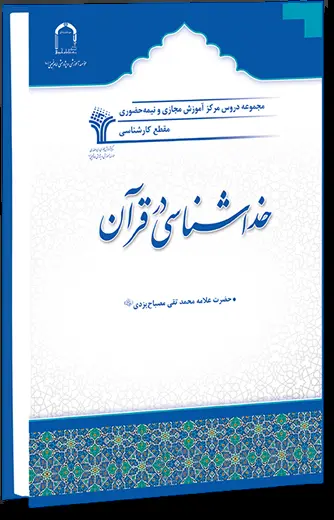 مجموعه دروس مرکز آموزش مجازی و نیمه‌حضوری
مقطع کارشناسی
خداشناسی در قرآن
• حضرت علامه محمد تقی مصباح یزدی